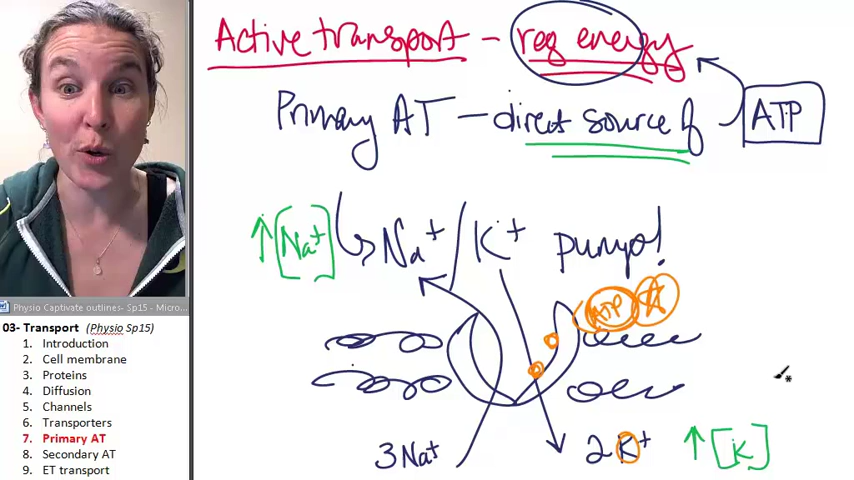 Active transport - req energy
Primary AT - direct source of ATP
↑[Na⁺] Na⁺/K⁺ pump!
ATP
3Na⁺ 2K⁺ ↑[K]
Physio Captivate outlines- Sp15 - Micro...
03- Transport (Physio Sp15)
1. Introduction
2. Cell membrane
3. Proteins
4. Diffusion
5. Channels
6. Transporters
7. Primary AT
8. Secondary AT
9. ET transport